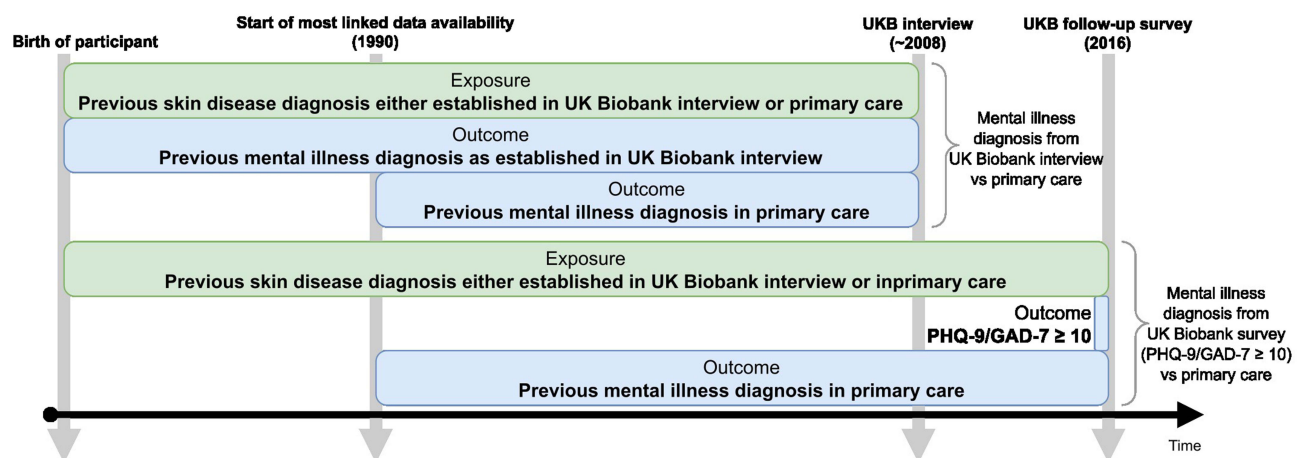 Birth of participant
Start of most linked data availability
(1990)
UKB interview
(~2008)
UKB follow-up survey
(2016)
Exposure
Previous skin disease diagnosis either established in UK Biobank interview or primary care
Outcome
Previous mental illness diagnosis as established in UK Biobank interview
Outcome
Previous mental illness diagnosis in primary care
Mental illness
diagnosis from
UK Biobank interview
vs primary care
Exposure
Previous skin disease diagnosis either established in UK Biobank interview or inprimary care
Outcome
PHQ-9/GAD-7 ≥ 10
Outcome
Previous mental illness diagnosis in primary care
Mental illness
diagnosis from
UK Biobank survey
(PHQ-9/GAD-7 ≥ 10)
vs primary care
Time